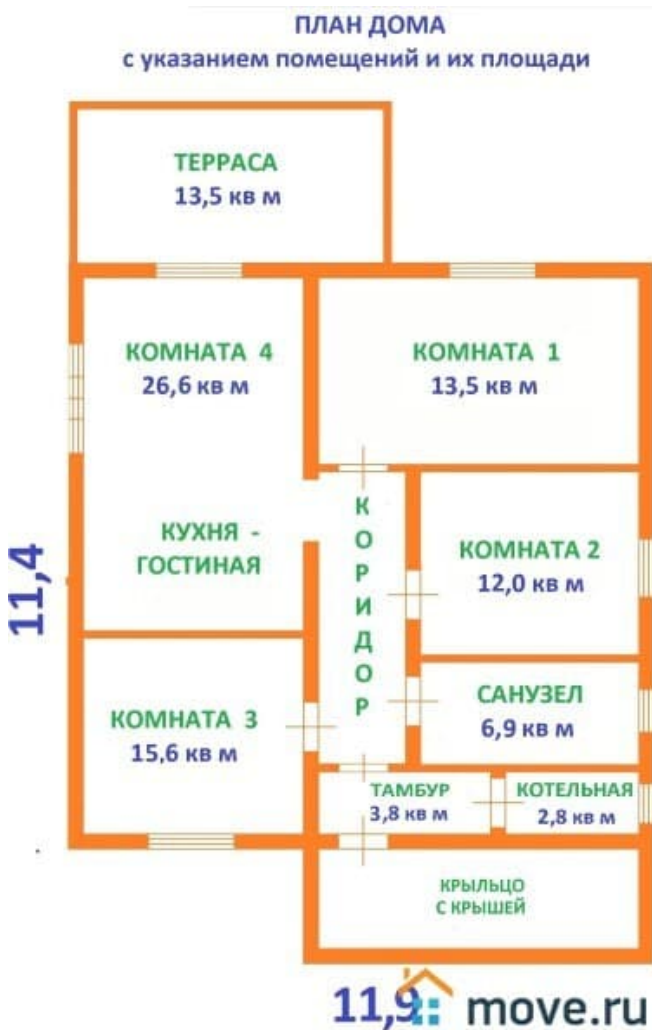 ПЛАН ДОМА
с указанием помещений и их площади
ТЕРРАСА
13,5 кв м
КОМНАТА 4
26,6 кв м
КОМНАТА 1
13,5 кв м
КУХНЯ -
ГОСТИНАЯ
КОРИДОР
КОМНАТА 2
12,0 кв м
11,4
КОМНАТА 3
15,6 кв м
САНУЗЕЛ
6,9 кв м
ТАМБУР
3,8 кв м
КОТЕЛЬНАЯ
2,8 кв м
КРЫЛЬЦО
С КРЫШЕЙ
11,9
move.ru